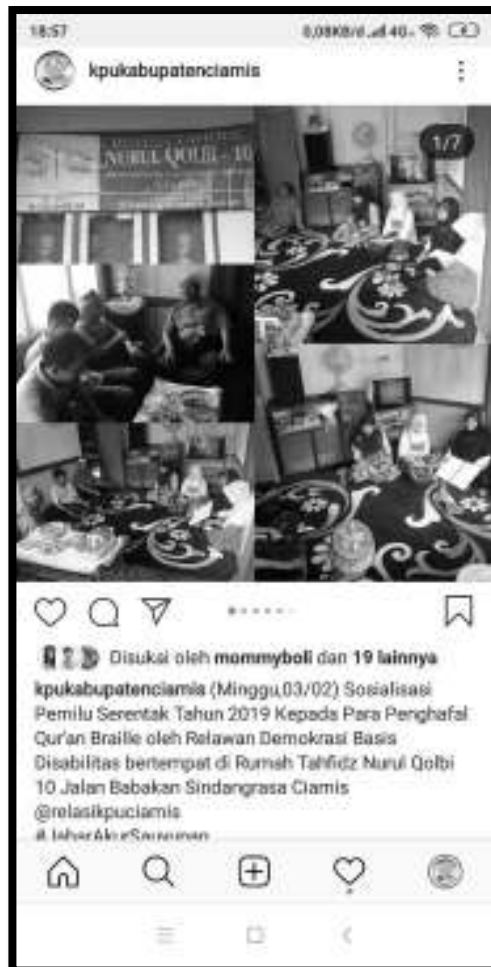 18:57
kpukabupatenciamis
1/7
NURUL QOLBI - 10
Disukai oleh mommyboli dan 19 lainnya
kpukabupatenciamis (Minggu,03/02) Sosialisasi
Pemilu Serentak Tahun 2019 Kepada Para Penghafal
Qur'an Braille oleh Relawan Demokrasi Basis
Disabilitas bertempat di Rumah Tahfidz Nurul Qolbi
10 Jalan Babakan Sindangrasa Ciamis
@relasikpuciamis